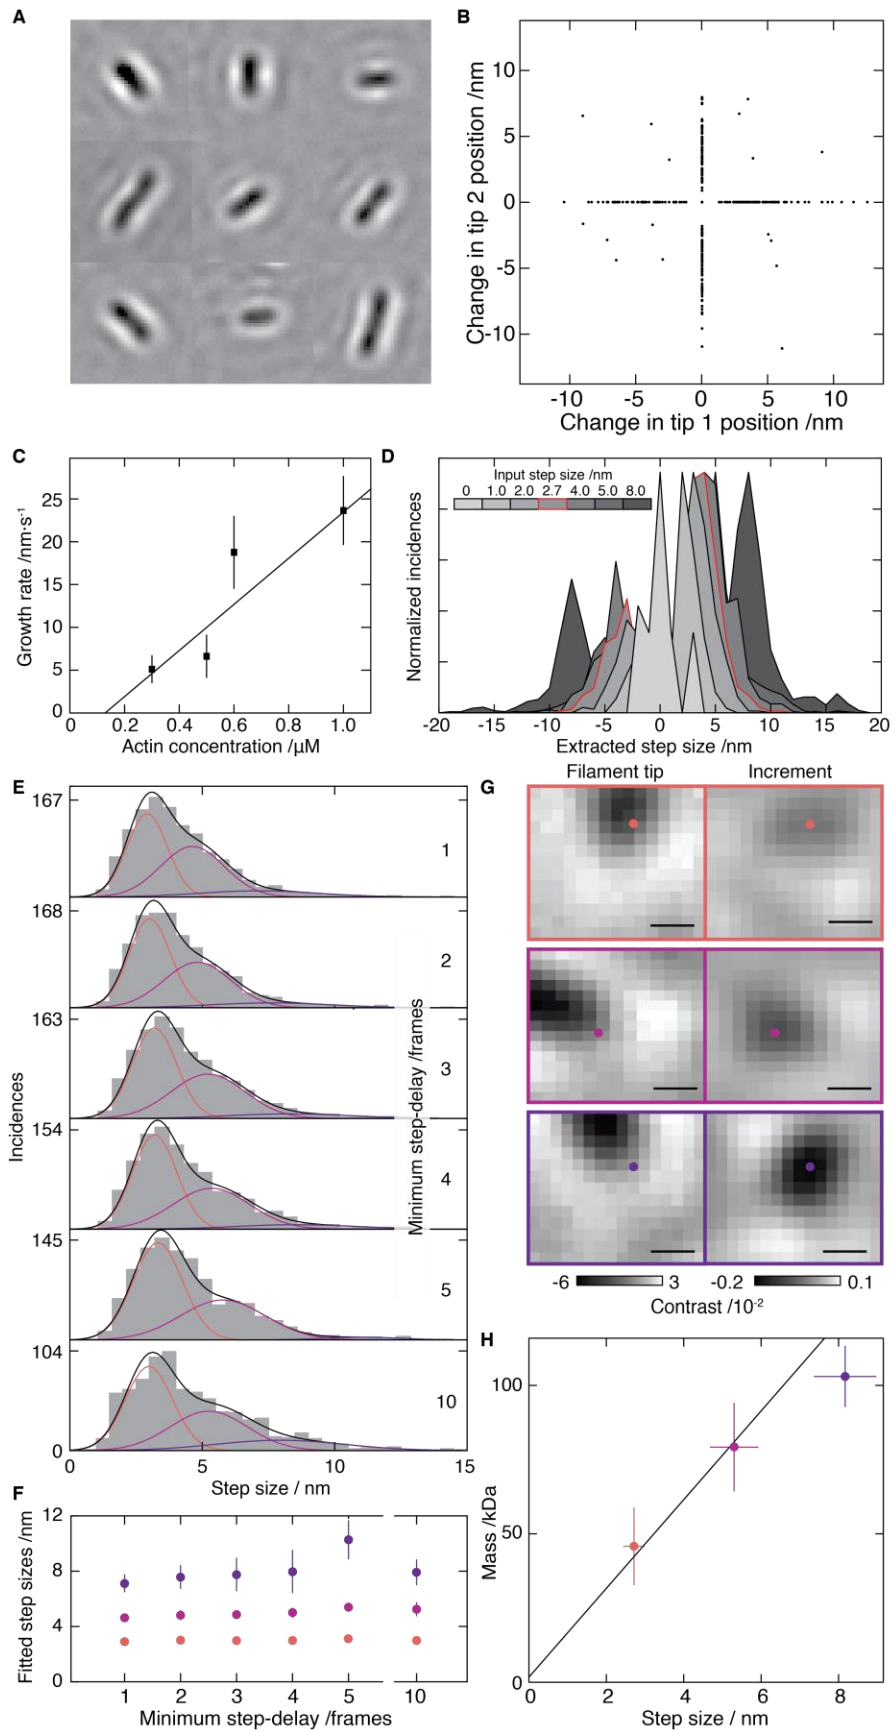 A
B
10
5
0
-5
-10
Change in tip 2 position /nm
-10 -5 0 5 10
Change in tip 1 position /nm
C
25
20
15
10
5
0
Growth rate /nm·s⁻¹
0 0.2 0.4 0.6 0.8 1.0
Actin concentration /µM
D
Input step size /nm
0 1.0 2.0 2.7 4.0 5.0 8.0
Normalized incidences
-20 -15 -10 -5 0 5 10 15 20
Extracted step size /nm
E
167
1
168
2
163
3
154
4
145
5
104
10
0
Incidences
Minimum step-delay /frames
0 5 10 15
Step size / nm
F
12
8
4
0
Fitted step sizes /nm
1 2 3 4 5 10
Minimum step-delay /frames
G
Filament tip Increment
-6 3 -0.2 0.1
Contrast /10⁻²
H
100
50
0
Mass /kDa
0 2 4 6 8
Step size / nm